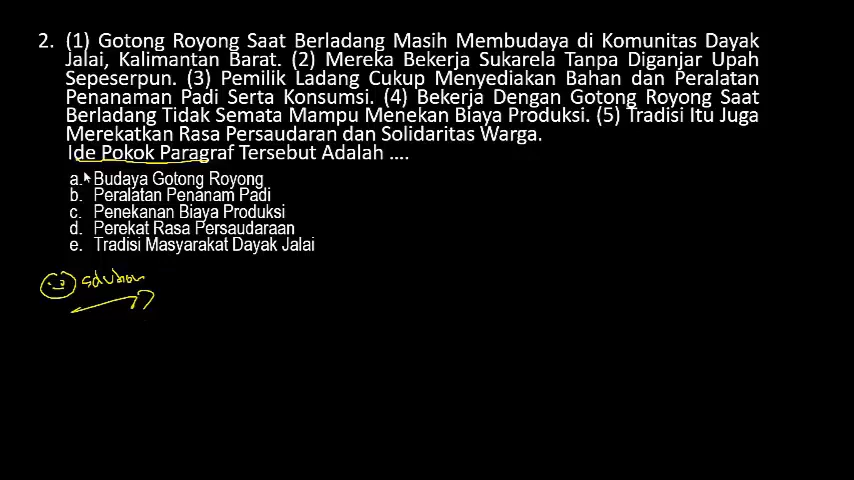 2. (1) Gotong Royong Saat Berladang Masih Membudaya di Komunitas Dayak
Jalai, Kalimantan Barat. (2) Mereka Bekerja Sukarela Tanpa Diganjar Upah
Sepeserpun. (3) Pemilik Ladang Cukup Menyediakan Bahan dan Peralatan
Penanaman Padi Serta Konsumsi. (4) Bekerja Dengan Gotong Royong Saat
Berladang Tidak Semata Mampu Menekan Biaya Produksi. (5) Tradisi Itu Juga
Merekatkan Rasa Persaudaran dan Solidaritas Warga.
Ide Pokok Paragraf Tersebut Adalah ....
a. Budaya Gotong Royong
b. Peralatan Penanam Padi
c. Penekanan Biaya Produksi
d. Perekat Rasa Persaudaraan
e. Tradisi Masyarakat Dayak Jalai